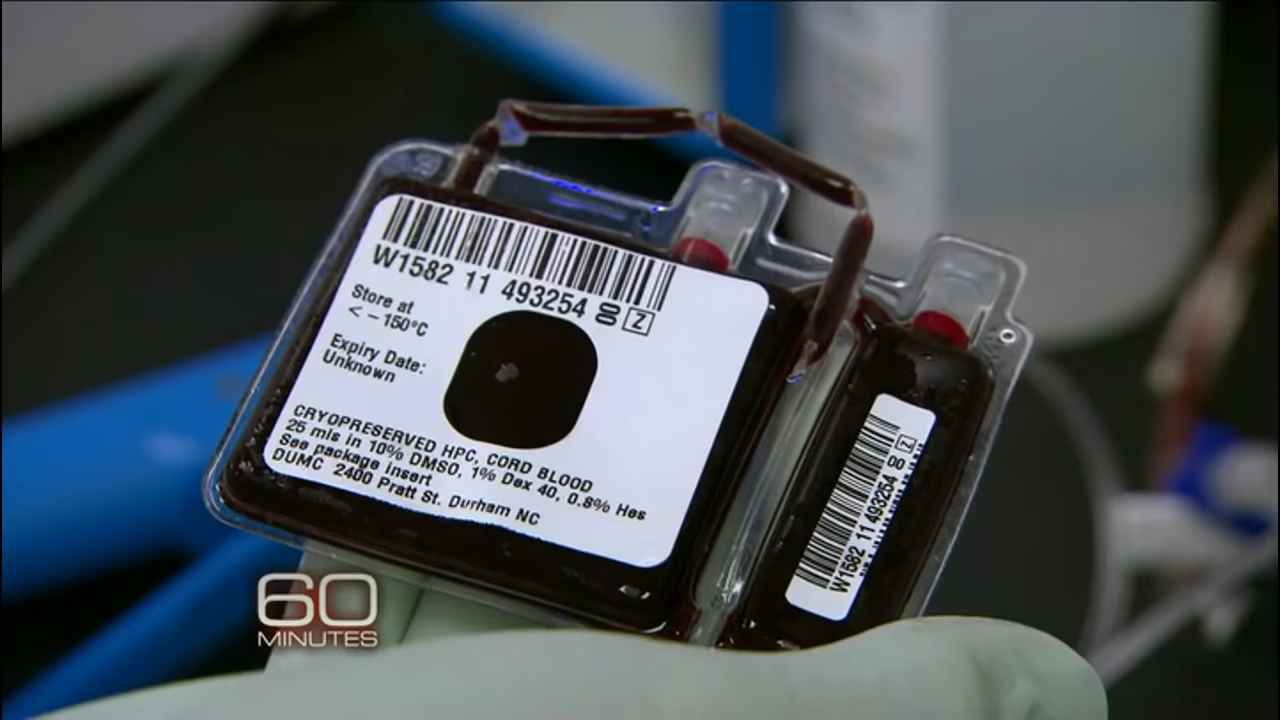 W1582 11 493254 00 Z
Store at
< -150°C
Expiry Date:
Unknown
CRYOPRESERVED HPC, CORD BLOOD
25 mls in 10% DMSO, 1% Dex 40, 0.8% Hes
See package insert
DUMC 2400 Pratt St. Durham NC
W1582 11 493254 00 Z
60
MINUTES